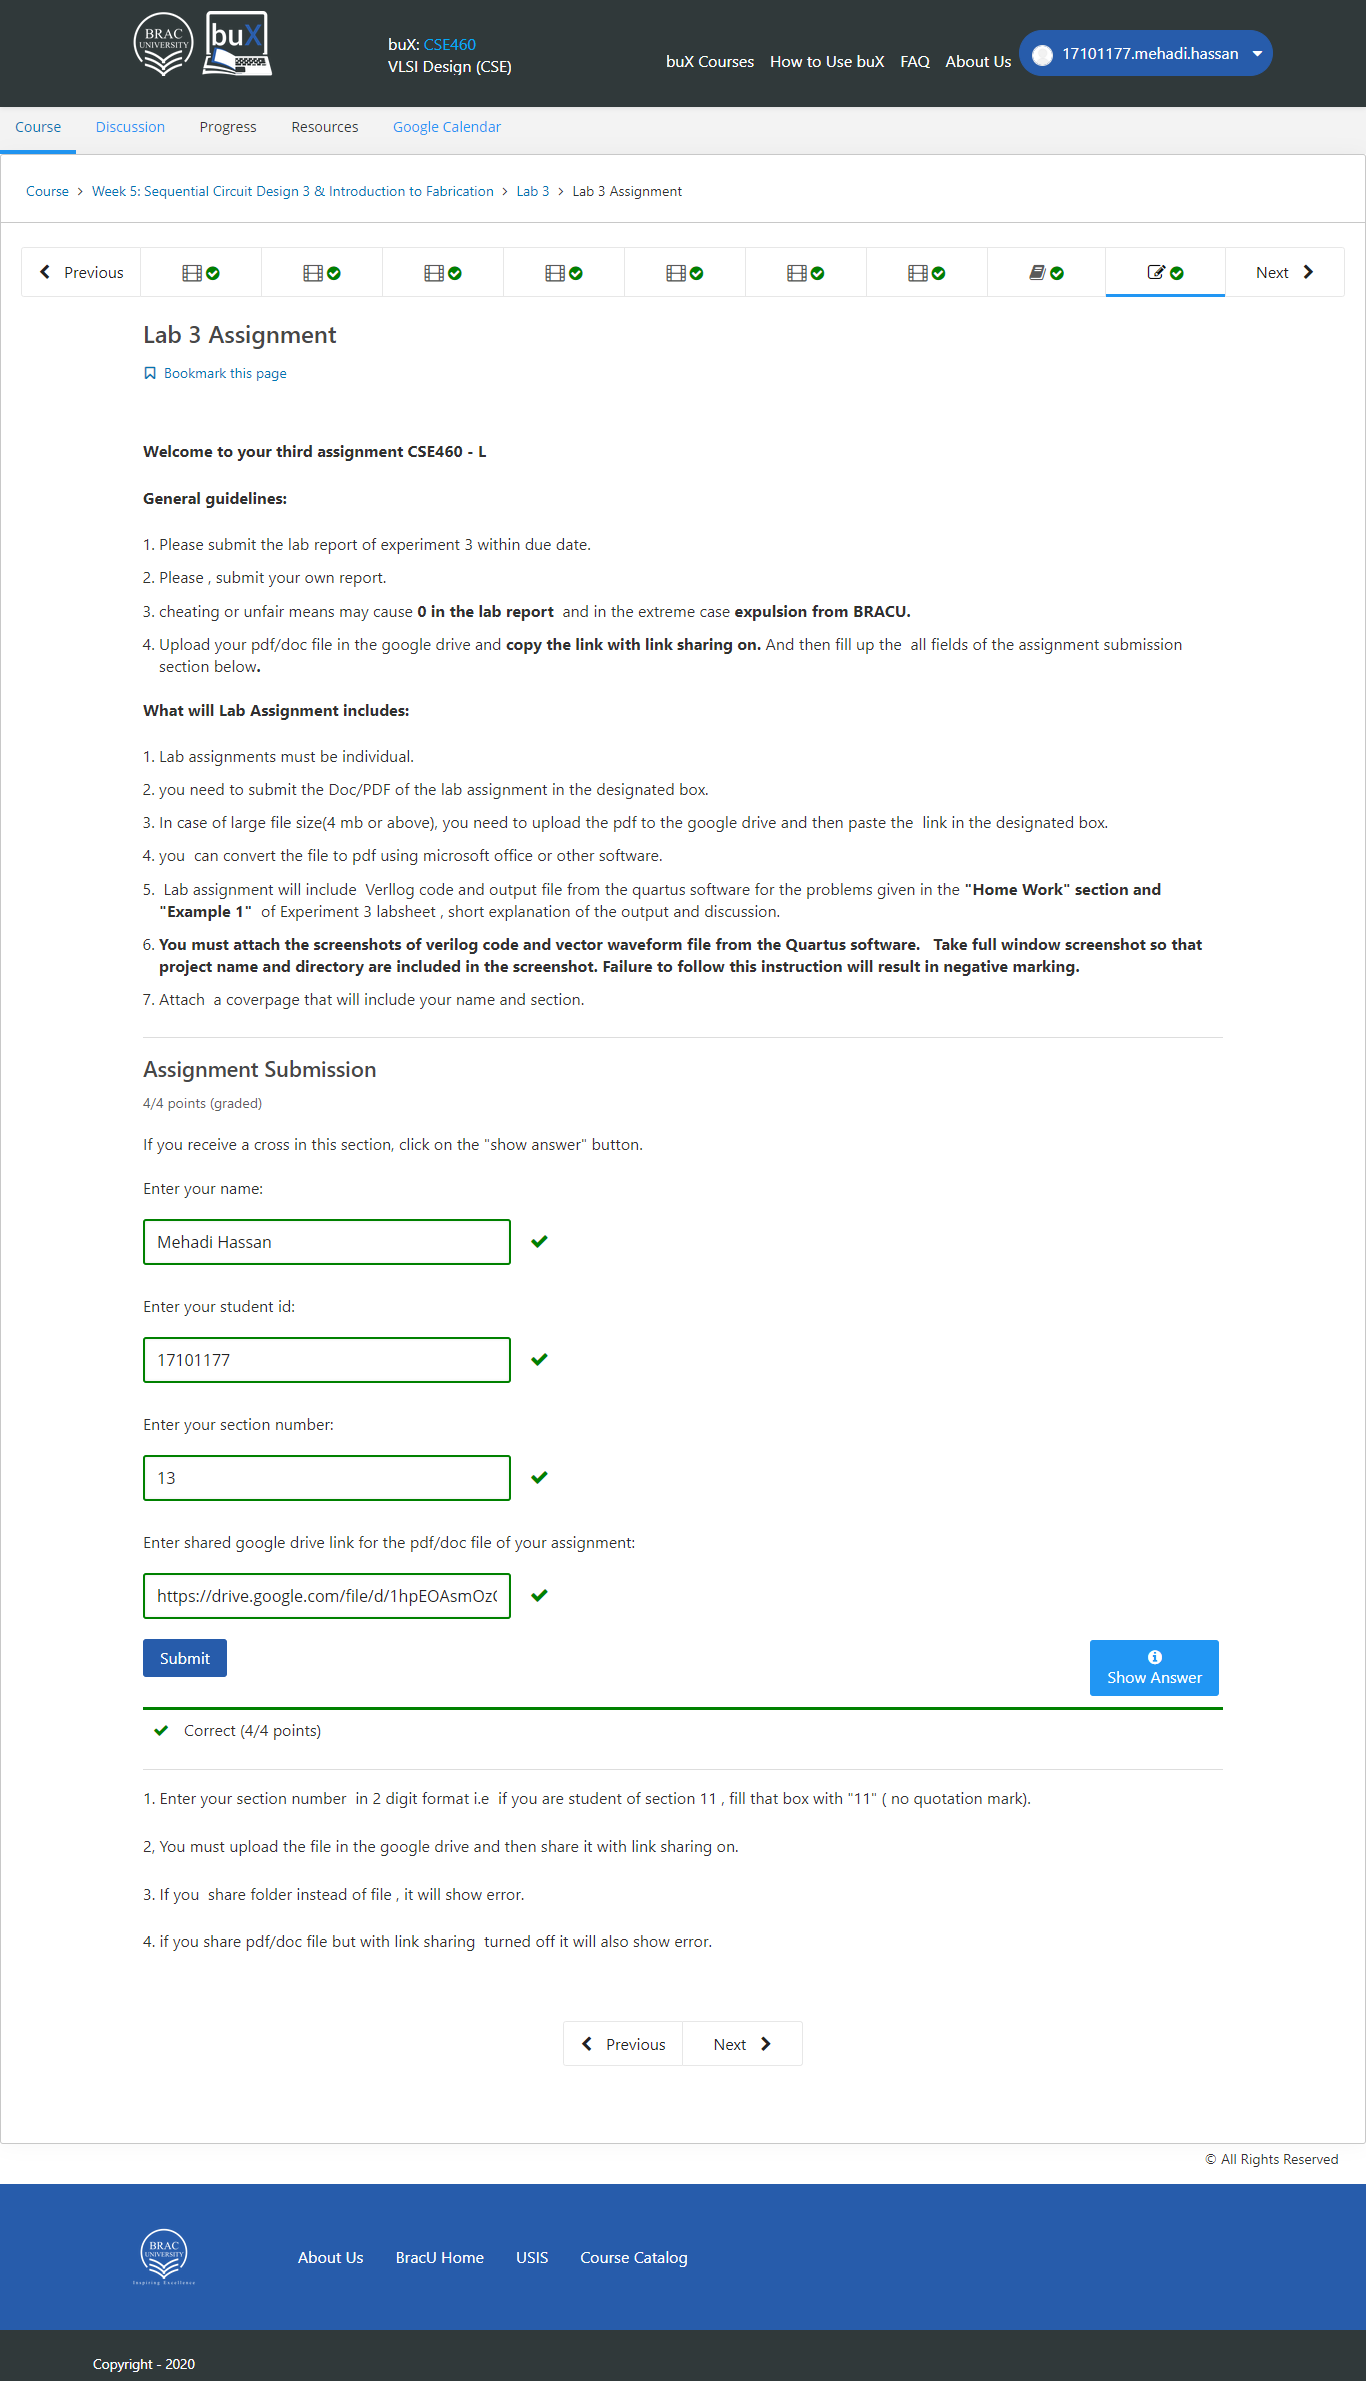 BRAC
UNIVERSITY
buX
buX: CSE460
VLSI Design (CSE)
buX Courses How to Use buX FAQ About Us 17101177.mehadi.hassan
Course Discussion Progress Resources Google Calendar
Course > Week 5: Sequential Circuit Design 3 & Introduction to Fabrication > Lab 3 > Lab 3 Assignment
Previous Next
Lab 3 Assignment
Bookmark this page
Welcome to your third assignment CSE460 - L
General guidelines:
1. Please submit the lab report of experiment 3 within due date.
2. Please , submit your own report.
3. cheating or unfair means may cause 0 in the lab report and in the extreme case expulsion from BRACU.
4. Upload your pdf/doc file in the google drive and copy the link with link sharing on. And then fill up the all fields of the assignment submission
section below.
What will Lab Assignment includes:
1. Lab assignments must be individual.
2. you need to submit the Doc/PDF of the lab assignment in the designated box.
3. In case of large file size(4 mb or above), you need to upload the pdf to the google drive and then paste the link in the designated box.
4. you can convert the file to pdf using microsoft office or other software.
5. Lab assignment will include Verllog code and output file from the quartus software for the problems given in the "Home Work" section and
"Example 1" of Experiment 3 labsheet , short explanation of the output and discussion.
6. You must attach the screenshots of verilog code and vector waveform file from the Quartus software. Take full window screenshot so that
project name and directory are included in the screenshot. Failure to follow this instruction will result in negative marking.
7. Attach a coverpage that will include your name and section.
Assignment Submission
4/4 points (graded)
If you receive a cross in this section, click on the "show answer" button.
Enter your name:
Mehadi Hassan
Enter your student id:
17101177
Enter your section number:
13
Enter shared google drive link for the pdf/doc file of your assignment:
https://drive.google.com/file/d/1hpEOAsmOz
Submit
Show Answer
Correct (4/4 points)
1. Enter your section number in 2 digit format i.e if you are student of section 11 , fill that box with "11" ( no quotation mark).
2, You must upload the file in the google drive and then share it with link sharing on.
3. If you share folder instead of file , it will show error.
4. if you share pdf/doc file but with link sharing turned off it will also show error.
Previous Next
© All Rights Reserved
BRAC
UNIVERSITY
Inspiring Excellence
About Us BracU Home USIS Course Catalog
Copyright - 2020